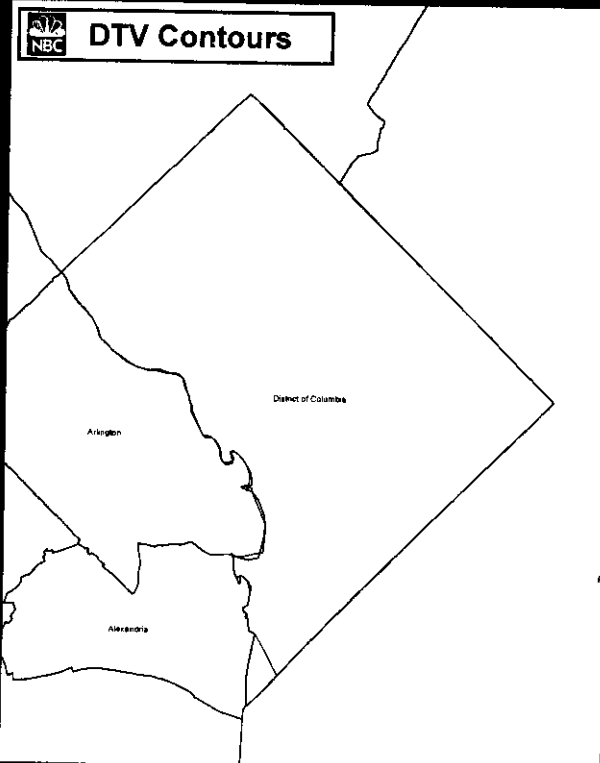 NBC
DTV Contours
District of Columbia
Arlington
Alexandria